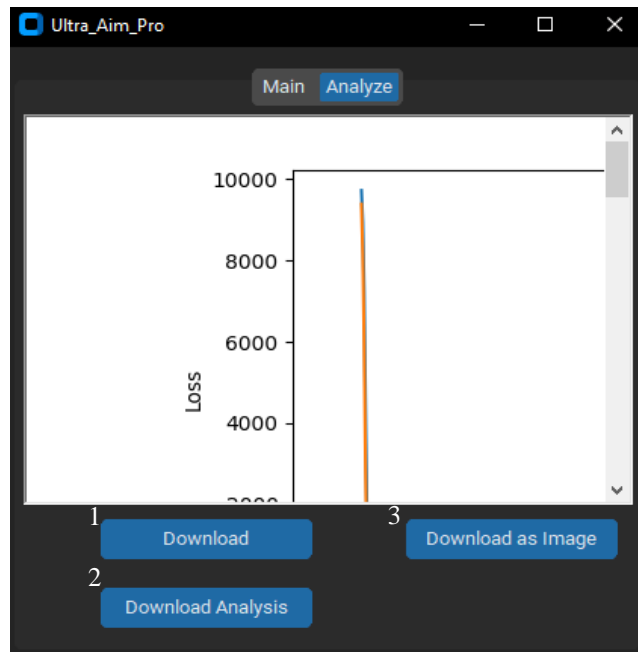 Ultra_Aim_Pro
Main Analyze
10000
8000
6000
Loss
4000
1 Download
3 Download as Image
2 Download Analysis